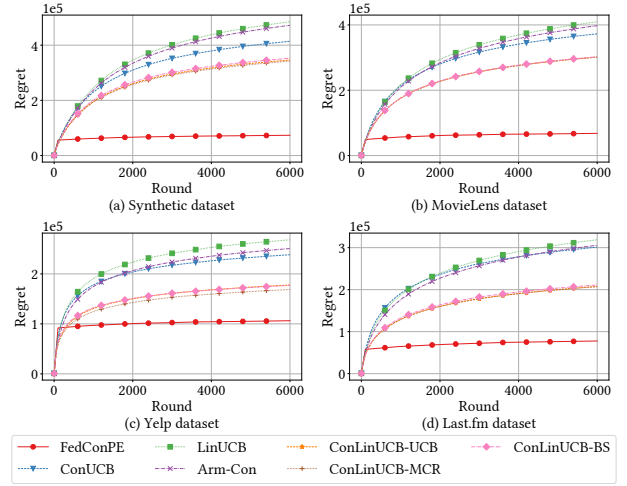 1e5
4
2
0
Regret
0 2000 4000 6000
Round
(a) Synthetic dataset
1e5
4
2
0
Regret
0 2000 4000 6000
Round
(b) MovieLens dataset
1e5
2
1
0
Regret
0 2000 4000 6000
Round
(c) Yelp dataset
1e5
3
2
1
0
Regret
0 2000 4000 6000
Round
(d) Last.fm dataset
FedConPE LinUCB ConLinUCB-UCB ConLinUCB-BS
ConUCB Arm-Con ConLinUCB-MCR